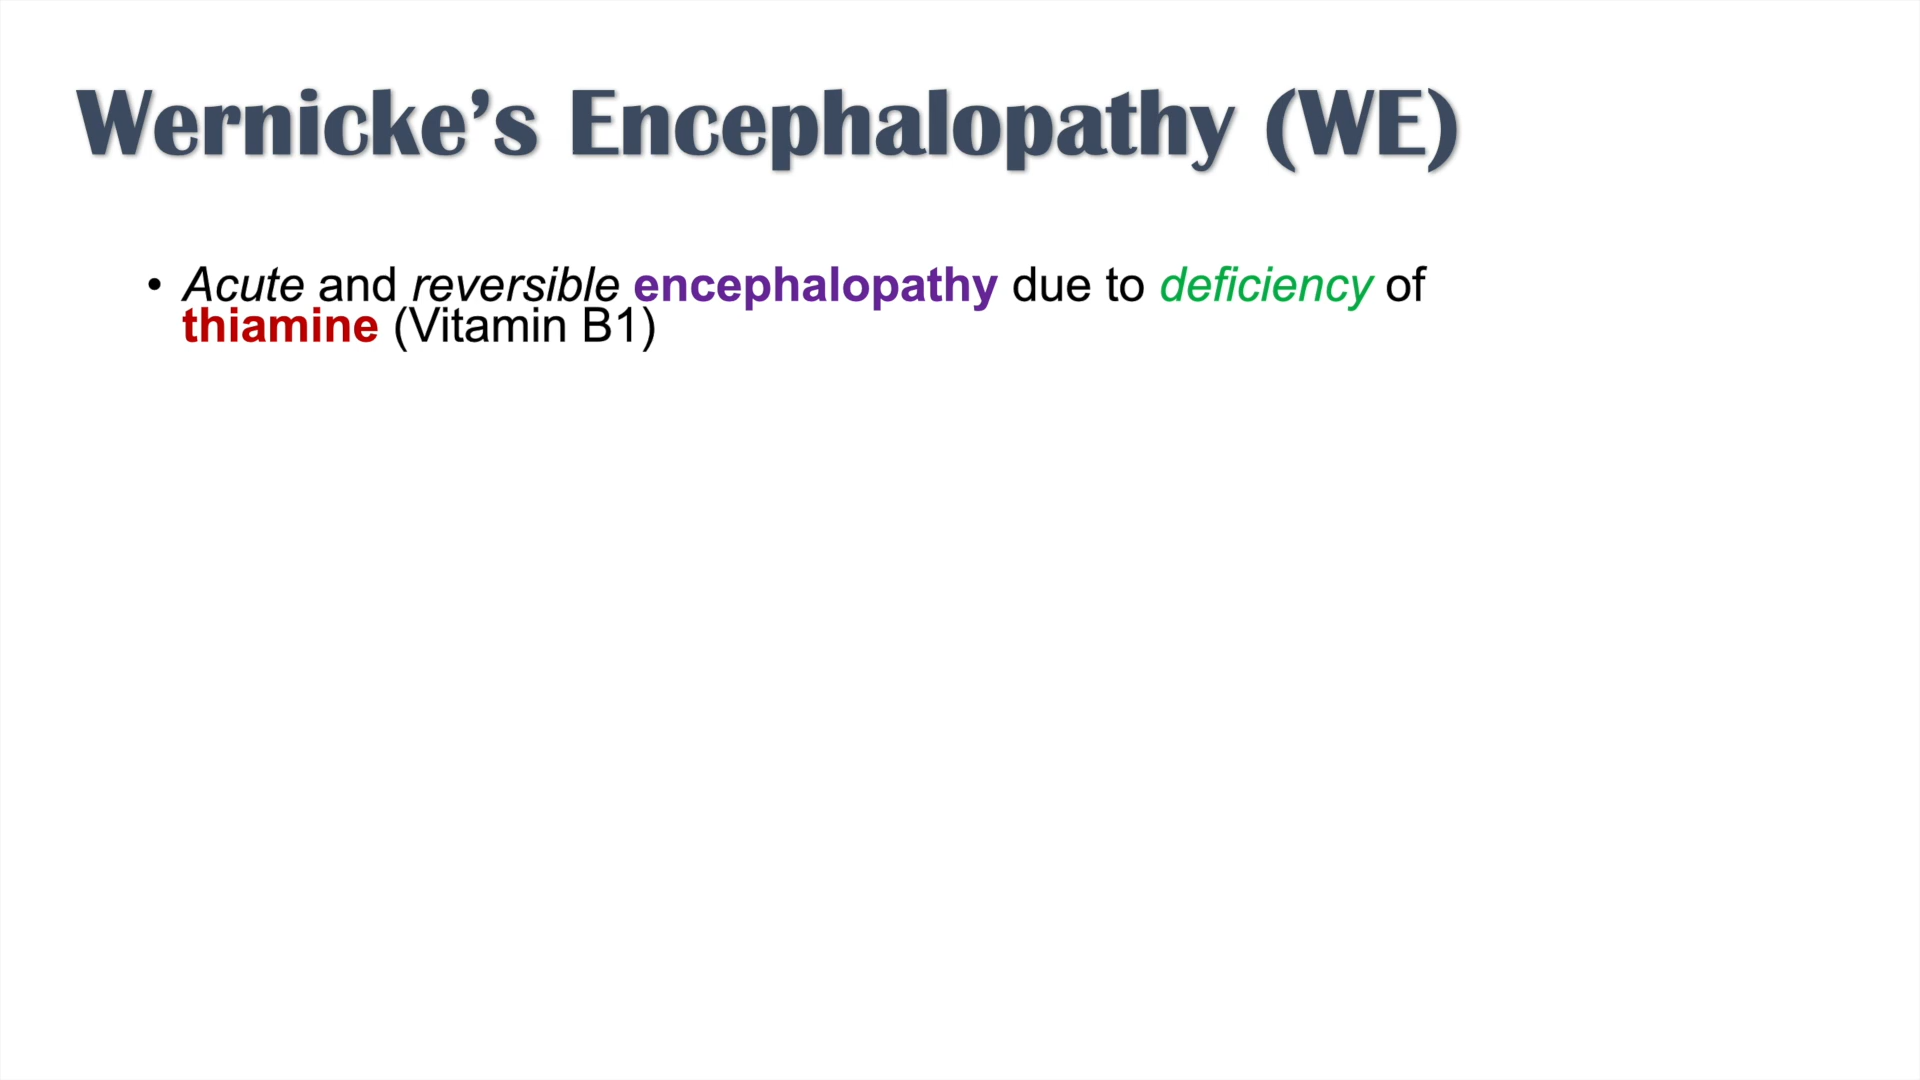 Wernicke’s Encephalopathy (WE)
• Acute and reversible encephalopathy due to deficiency of
thiamine (Vitamin B1)